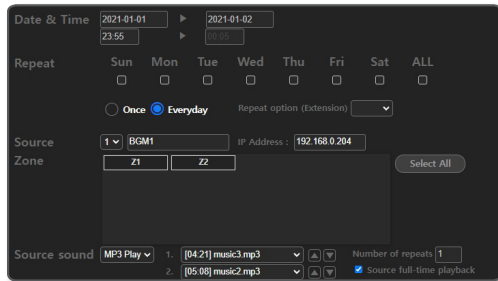 Date & Time 2021-01-01 2021-01-02
23:55 00:05
Repeat Sun Mon Tue Wed Thu Fri Sat ALL
Once Everyday Repeat option (Extension)
Source 1 BGM1 IP Address : 192.168.0.204
Zone Z1 Z2 Select All
Source sound MP3 Play 1. [04:21] music3.mp3 Number of repeats 1
2. [05:08] music2.mp3 Source full-time playback